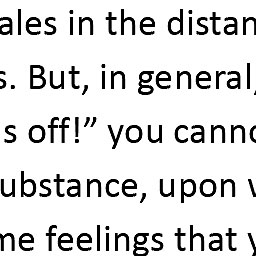 ales in the distan
s. But, in general,
s off!” you canno
ubstance, upon
me feelings that